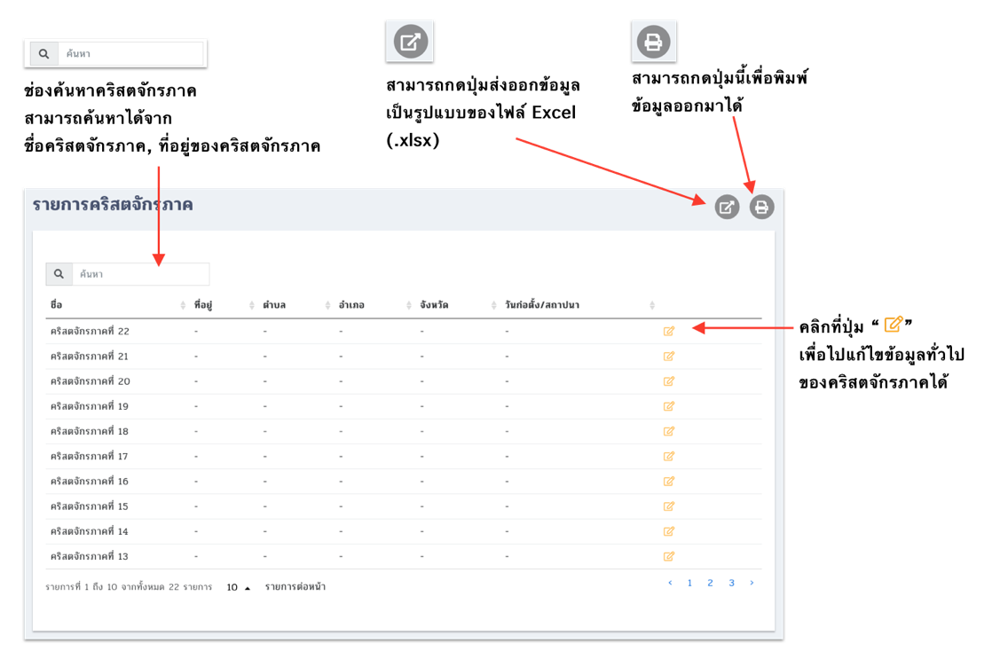 ค้นหา
ช่องค้นหาคริสตจักรภาค
สามารถค้นหาได้จาก
ชื่อคริสตจักรภาค, ที่อยู่ของคริสตจักรภาค
สามารถกดปุ่มส่งออกข้อมูล
เป็นรูปแบบของไฟล์ Excel
(.xlsx)
สามารถกดปุ่มนี้เพื่อพิมพ์
ข้อมูลออกมาได้
รายการคริสตจักรภาค
ค้นหา
ชื่อ ที่อยู่ ตำบล อำเภอ จังหวัด วันก่อตั้ง/สถาปนา
คริสตจักรภาคที่ 22 - - - - -
คริสตจักรภาคที่ 21 - - - - -
คริสตจักรภาคที่ 20 - - - - -
คริสตจักรภาคที่ 19 - - - - -
คริสตจักรภาคที่ 18 - - - - -
คริสตจักรภาคที่ 17 - - - - -
คริสตจักรภาคที่ 16 - - - - -
คริสตจักรภาคที่ 15 - - - - -
คริสตจักรภาคที่ 14 - - - - -
คริสตจักรภาคที่ 13 - - - - -
รายการที่ 1 ถึง 10 จากทั้งหมด 22 รายการ 10 รายการต่อหน้า ‹ 1 2 3 ›
คลิกที่ปุ่ม “ ”
เพื่อไปแก้ไขข้อมูลทั่วไป
ของคริสตจักรภาคได้